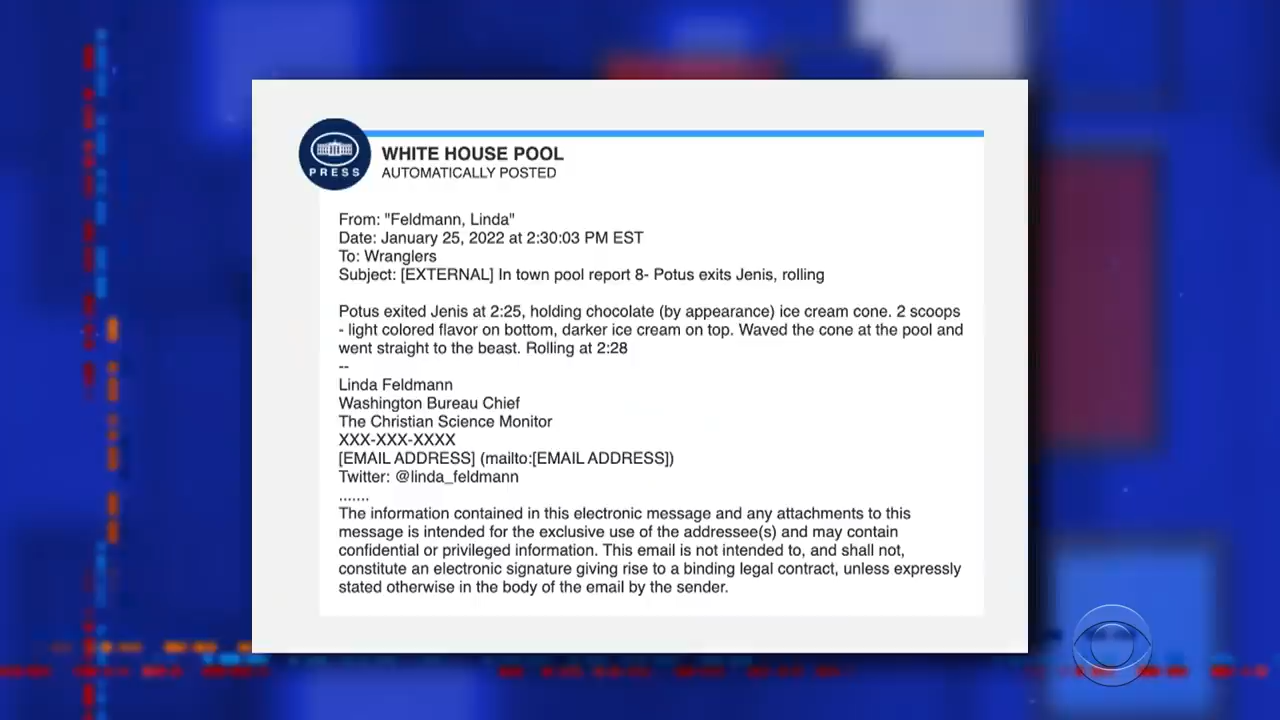 PRESS
WHITE HOUSE POOL
AUTOMATICALLY POSTED
From: "Feldmann, Linda"
Date: January 25, 2022 at 2:30:03 PM EST
To: Wranglers
Subject: [EXTERNAL] In town pool report 8- Potus exits Jenis, rolling
Potus exited Jenis at 2:25, holding chocolate (by appearance) ice cream cone. 2 scoops
- light colored flavor on bottom, darker ice cream on top. Waved the cone at the pool and
went straight to the beast. Rolling at 2:28
--
Linda Feldmann
Washington Bureau Chief
The Christian Science Monitor
XXX-XXX-XXXX
[EMAIL ADDRESS] (mailto:[EMAIL ADDRESS])
Twitter: @linda_feldmann
.......
The information contained in this electronic message and any attachments to this
message is intended for the exclusive use of the addressee(s) and may contain
confidential or privileged information. This email is not intended to, and shall not,
constitute an electronic signature giving rise to a binding legal contract, unless expressly
stated otherwise in the body of the email by the sender.